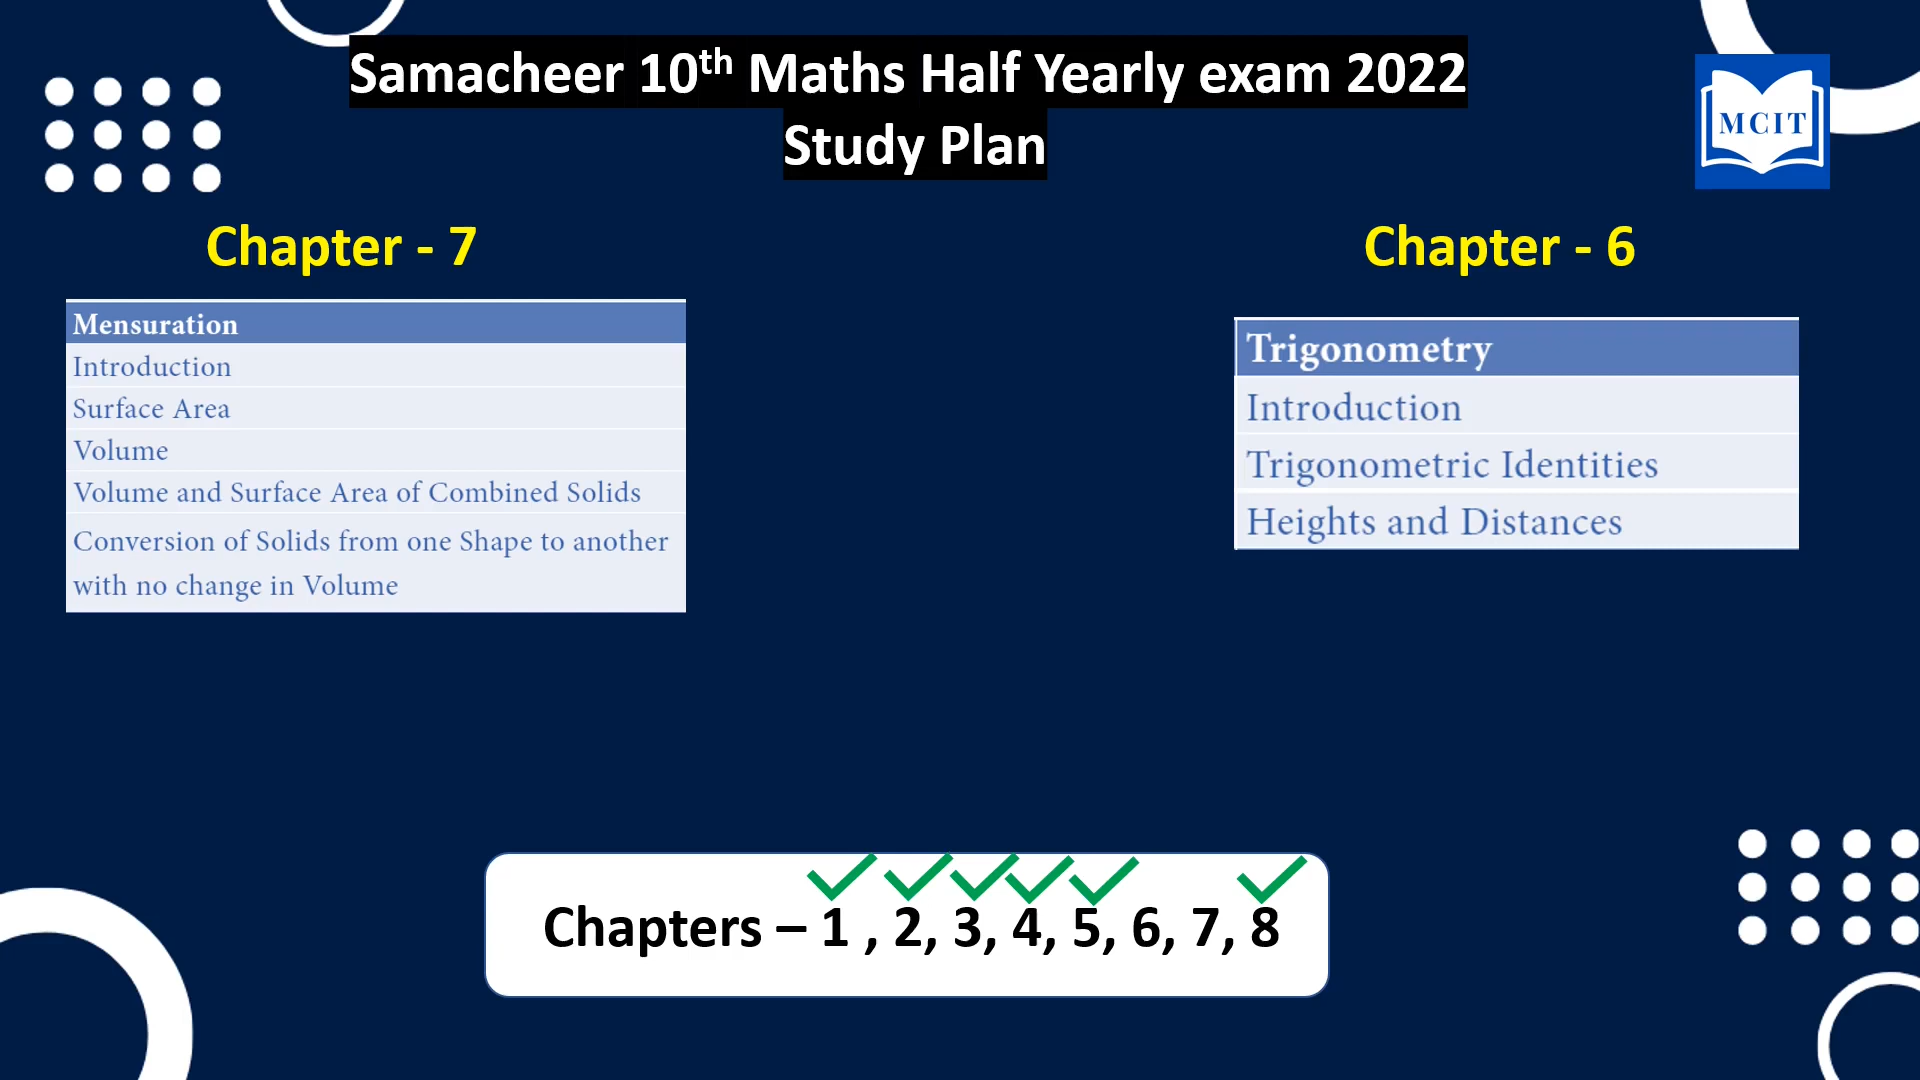 Samacheer 10th Maths Half Yearly exam 2022
Study Plan
MCIT
Chapter - 7
Mensuration
Introduction
Surface Area
Volume
Volume and Surface Area of Combined Solids
Conversion of Solids from one Shape to another
with no change in Volume
Chapter - 6
Trigonometry
Introduction
Trigonometric Identities
Heights and Distances
Chapters – 1 , 2, 3, 4, 5, 6, 7, 8